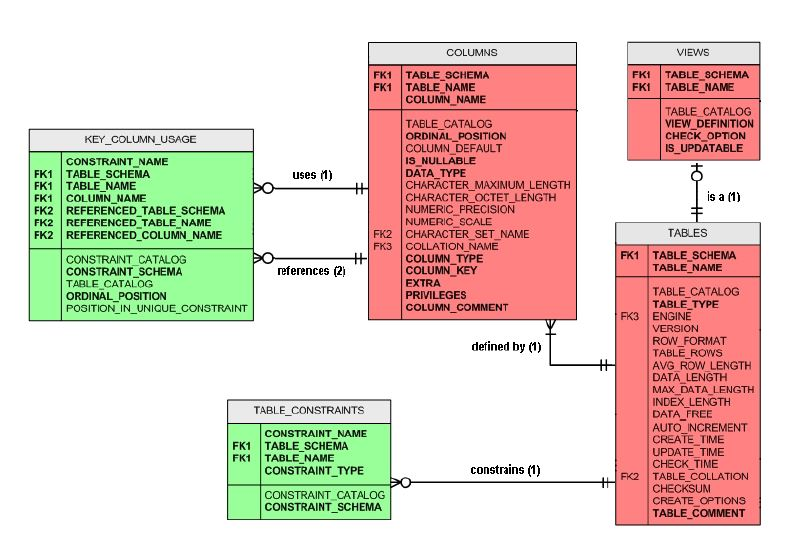 COLUMNS
FK1 TABLE_SCHEMA
FK1 TABLE_NAME
COLUMN_NAME
TABLE_CATALOG
ORDINAL_POSITION
COLUMN_DEFAULT
IS_NULLABLE
DATA_TYPE
CHARACTER_MAXIMUM_LENGTH
CHARACTER_OCTET_LENGTH
NUMERIC_PRECISION
NUMERIC_SCALE
FK2 CHARACTER_SET_NAME
FK3 COLLATION_NAME
COLUMN_TYPE
COLUMN_KEY
EXTRA
PRIVILEGES
COLUMN_COMMENT
VIEWS
FK1 TABLE_SCHEMA
FK1 TABLE_NAME
TABLE_CATALOG
VIEW_DEFINITION
CHECK_OPTION
IS_UPDATABLE
KEY_COLUMN_USAGE
CONSTRAINT_NAME
FK1 TABLE_SCHEMA
FK1 TABLE_NAME
FK1 COLUMN_NAME
FK2 REFERENCED_TABLE_SCHEMA
FK2 REFERENCED_TABLE_NAME
FK2 REFERENCED_COLUMN_NAME
CONSTRAINT_CATALOG
CONSTRAINT_SCHEMA
TABLE_CATALOG
ORDINAL_POSITION
POSITION_IN_UNIQUE_CONSTRAINT
uses (1)
references (2)
is a (1)
TABLES
FK1 TABLE_SCHEMA
TABLE_NAME
TABLE_CATALOG
TABLE_TYPE
FK3 ENGINE
VERSION
ROW_FORMAT
TABLE_ROWS
AVG_ROW_LENGTH
DATA_LENGTH
MAX_DATA_LENGTH
INDEX_LENGTH
DATA_FREE
AUTO_INCREMENT
CREATE_TIME
UPDATE_TIME
CHECK_TIME
FK2 TABLE_COLLATION
CHECKSUM
CREATE_OPTIONS
TABLE_COMMENT
defined by (1)
TABLE_CONSTRAINTS
CONSTRAINT_NAME
FK1 TABLE_SCHEMA
FK1 TABLE_NAME
CONSTRAINT_TYPE
CONSTRAINT_CATALOG
CONSTRAINT_SCHEMA
constrains (1)